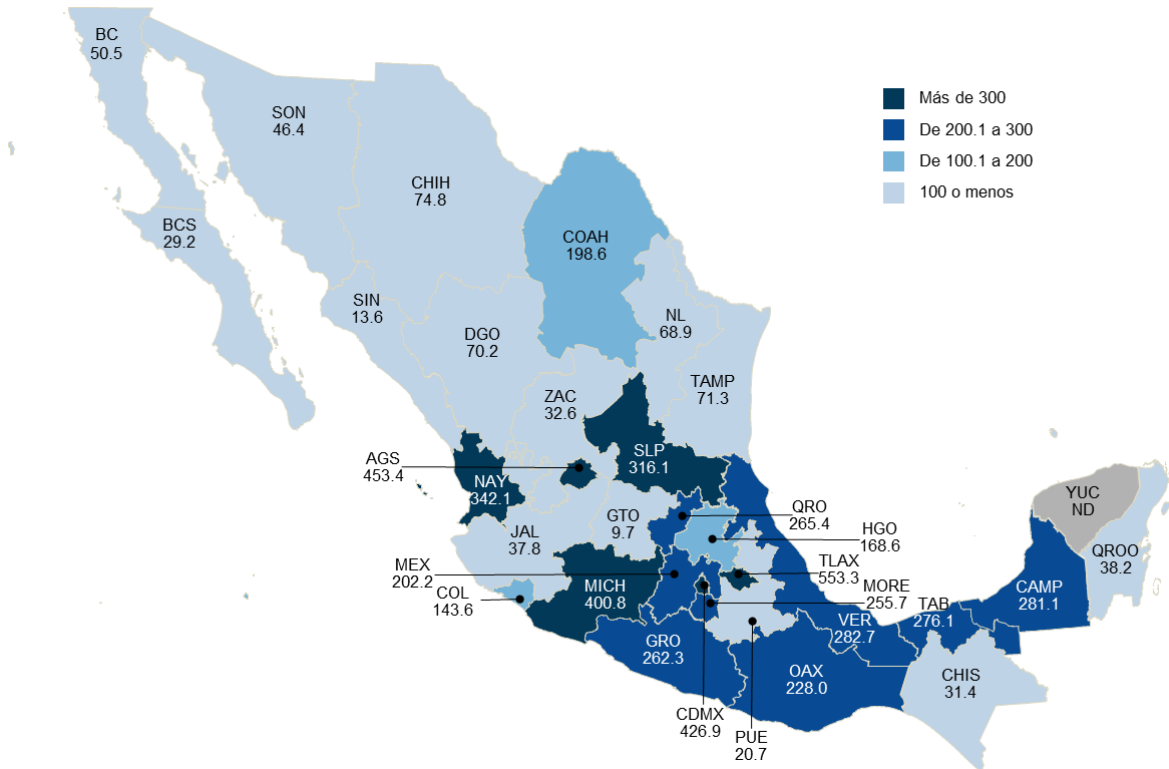 BC
50.5
SON
46.4
CHIH
74.8
BCS
29.2
COAH
198.6
SIN
13.6
DGO
70.2
NL
68.9
ZAC
32.6
TAMP
71.3
AGS
453.4
NAY
342.1
SLP
316.1
JAL
37.8
GTO
9.7
QRO
265.4
HGO
168.6
TLAX
553.3
MEX
202.2
COL
143.6
MICH
400.8
MORE
255.7
GRO
262.3
CDMX
426.9
PUE
20.7
OAX
228.0
VER
282.7
TAB
276.1
CHIS
31.4
CAMP
281.1
YUC
ND
QROO
38.2
Más de 300
De 200.1 a 300
De 100.1 a 200
100 o menos